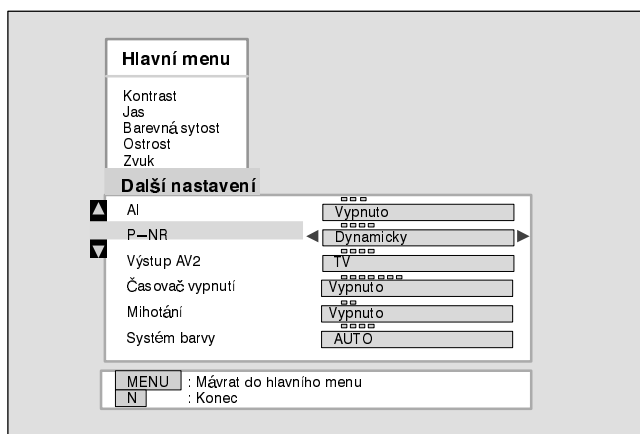 Hlavní menu
Kontrast
Jas
Barevná sytost
Ostrost
Zvuk
Další nastavení
AI Vypnuto
P–NR Dynamicky
Výstup AV2 TV
Časovač vypnutí Vypnuto
Mihotání Vypnuto
Systém barvy AUTO
MENU : Mávrat do hlavního menu
N : Konec